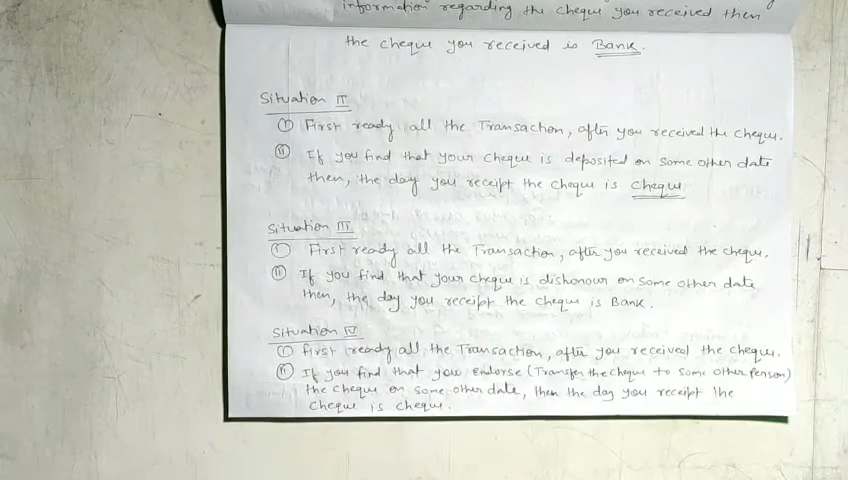 information regarding the cheque you received then
the cheque you received is Bank.
Situation II
(I) First ready all the Transaction, after you received the cheque.
(II) If you find that your cheque is deposited on some other date
then, the day you receipt the cheque is cheque
Situation III
(I) First ready all the Transaction, after you received the cheque.
(II) If you find that your cheque is dishonour on some other date
then, the day you receipt the cheque is Bank.
Situation IV
(I) First ready all the Transaction, after you received the cheque.
(II) If you find that you endorse (Transfer the cheque to some other person)
the cheque on some other date, then the day you receipt the
cheque is cheque.